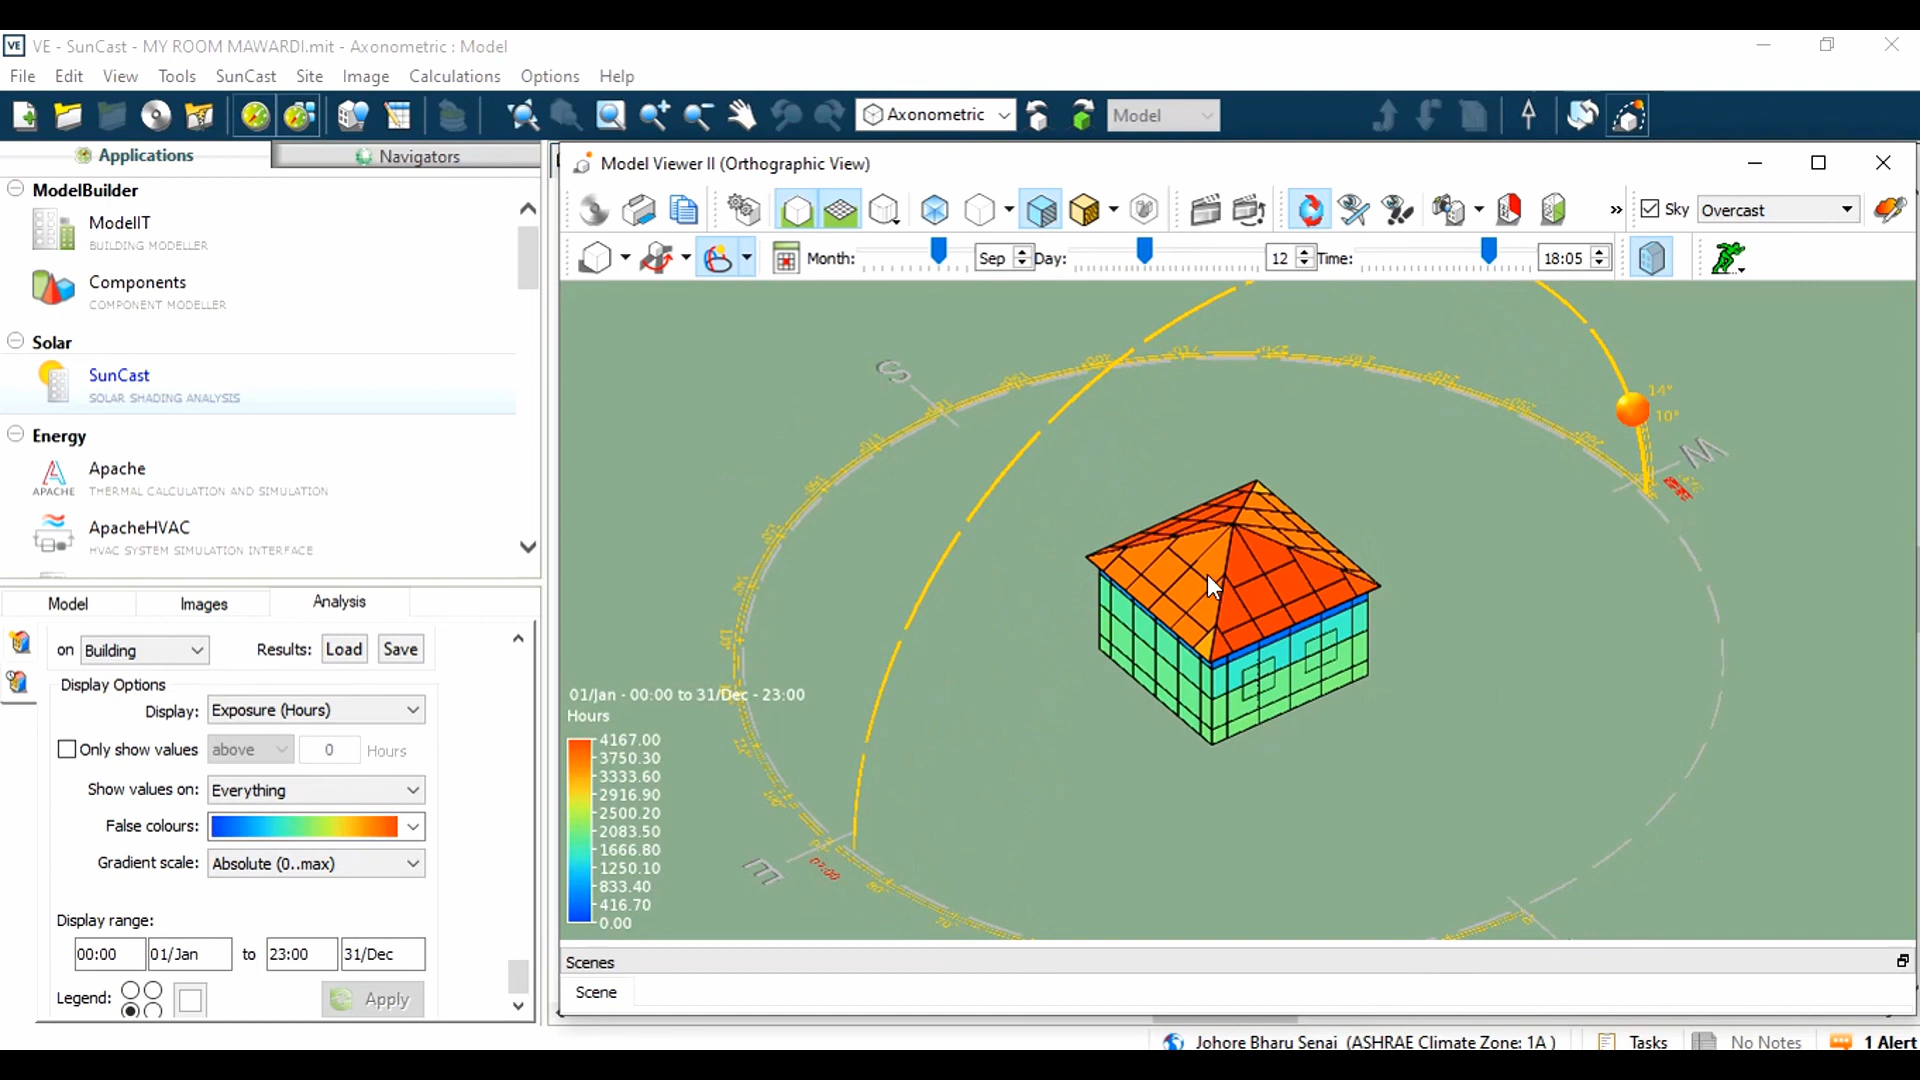 VE - SunCast - MY ROOM MAWARDI.mit - Axonometric : Model
File Edit View Tools SunCast Site Image Calculations Options Help
Axonometric Model
Applications Navigators
ModelBuilder
ModelIT
BUILDING MODELLER
Components
COMPONENT MODELLER
Solar
SunCast
SOLAR SHADING ANALYSIS
Energy
APACHE
Apache
THERMAL CALCULATION AND SIMULATION
ApacheHVAC
HVAC SYSTEM SIMULATION INTERFACE
Model Images Analysis
on Building Results: Load Save
Display Options
Display: Exposure (Hours)
Only show values above 0 Hours
Show values on: Everything
False colours:
Gradient scale: Absolute (0..max)
Display range:
00:00 01/Jan to 23:00 31/Dec
Legend: Apply
Model Viewer II (Orthographic View)
» Sky Overcast
Month: Sep Day: 12 Time: 18:05
S
14°
10°
W
E
07:00
80
70
01/Jan - 00:00 to 31/Dec - 23:00
Hours
4167.00
3750.30
3333.60
2916.90
2500.20
2083.50
1666.80
1250.10
833.40
416.70
0.00
Scenes
Scene
Johore Bharu Senai (ASHRAE Climate Zone: 1A ) Tasks No Notes 1 Alert